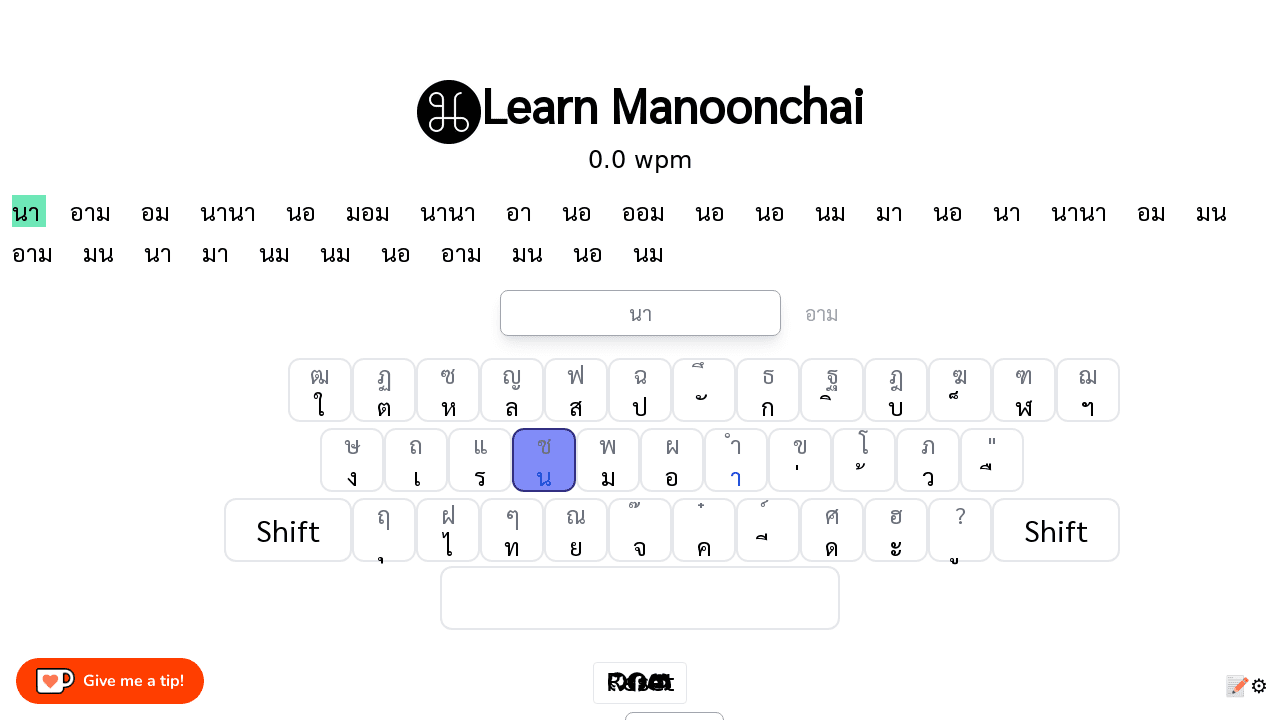 Learn Manoonchai
0.0 wpm
นา อาม อม นานา นอ มอม นานา อา นอ ออม นอ นอ นม มา นอ นา นานา อม มน
อาม มน นา มา นม นม นอ อาม มน นอ นม
นา อาม
ฒ ฏ ซ ญ ฟ ฉ ึ ธ ฐ ฎ ฆ ฑ ฌ
ใ ต ห ล ส ป ั ก ิ บ ็ ฬ ฯ
ษ ถ แ ซ พ ผ ำ ข โ ภ "
ง เ ร น ม อ า ่ ้ ว ื
Shift ฤ ฝ ๆ ณ ๊ ๋ ์ ศ ฮ ? Shift
ุ ไ ท ย จ ค ี ด ะ ู
Give me a tip!